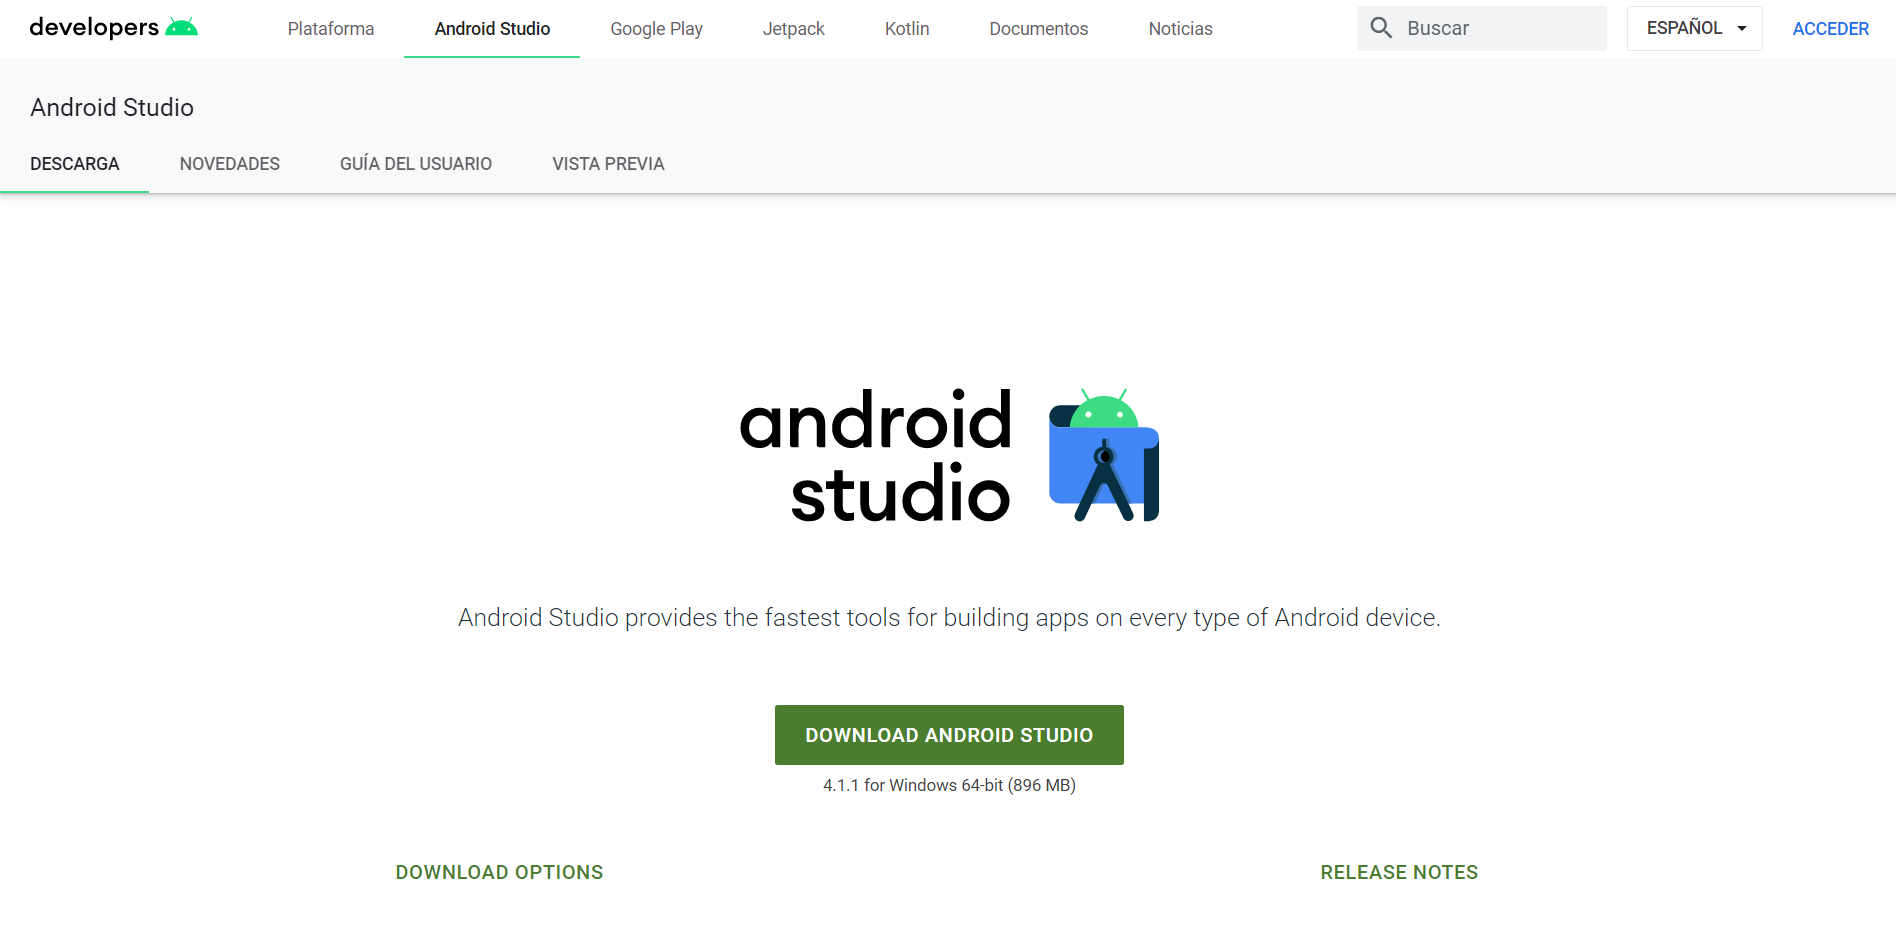 developers
Plataforma
Android Studio
Google Play
Jetpack
Kotlin
Documentos
Noticias
Buscar
ESPAÑOL
ACCEDER
Android Studio
DESCARGA
NOVEDADES
GUÍA DEL USUARIO
VISTA PREVIA
android
studio
Android Studio provides the fastest tools for building apps on every type of Android device.
DOWNLOAD ANDROID STUDIO
4.1.1 for Windows 64-bit (896 MB)
DOWNLOAD OPTIONS
RELEASE NOTES